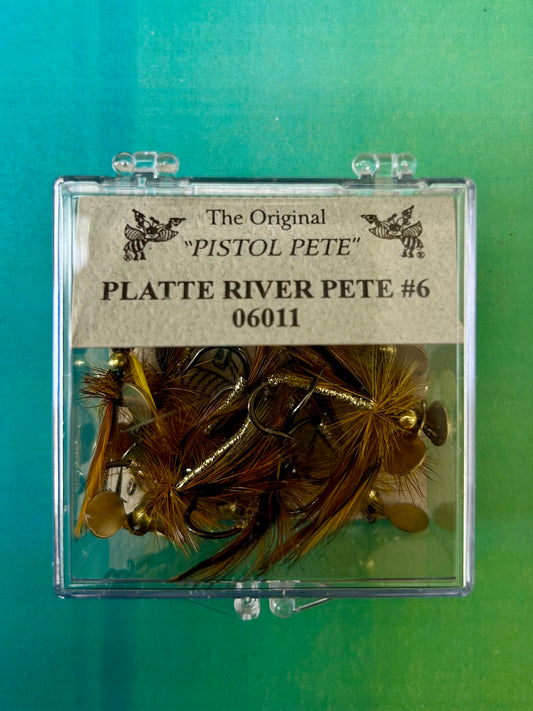 The Original
"PISTOL PETE"
PLATTE RIVER PETE #6
06011